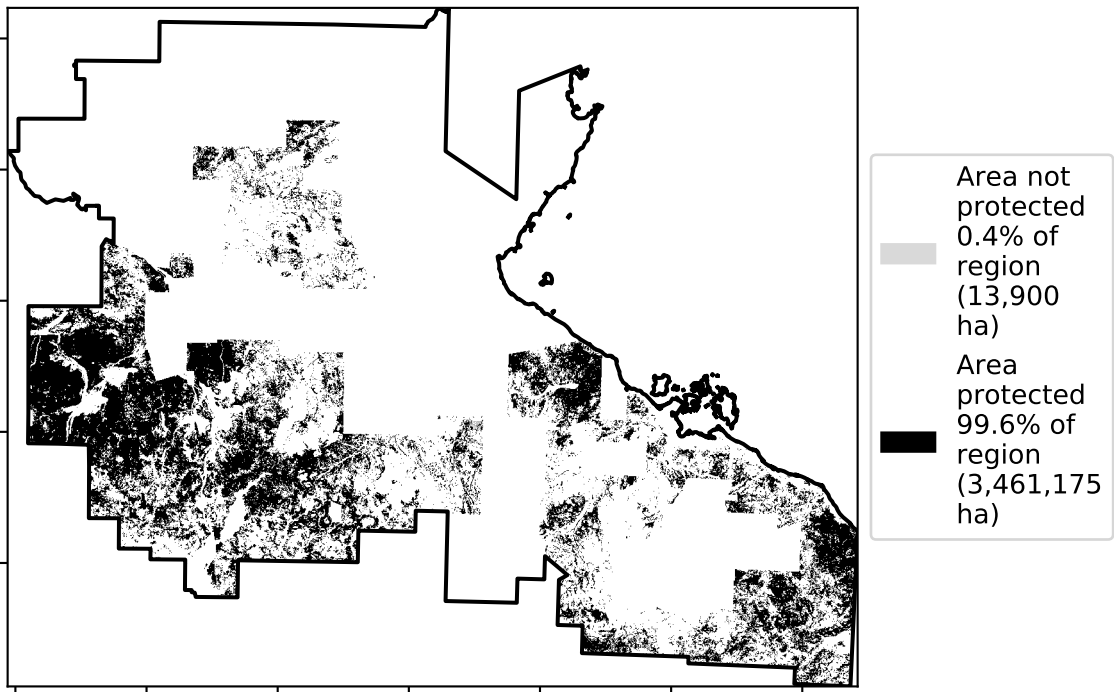 Area not
protected
0.4% of
region
(13,900
ha)
Area
protected
99.6% of
region
(3,461,175
ha)